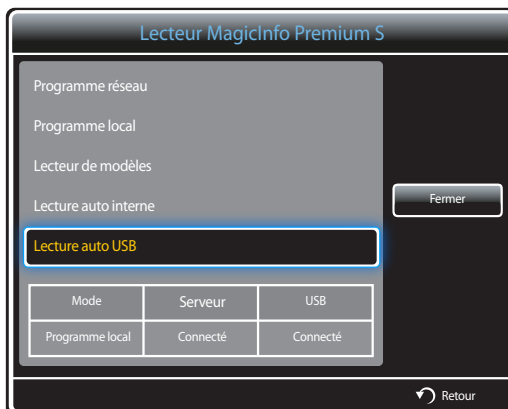 Lecteur MagicInfo Premium S
Programme réseau
Programme local
Lecteur de modèles
Lecture auto interne
Fermer
Lecture auto USB
Mode Serveur USB
Programme local Connecté Connecté
Retour